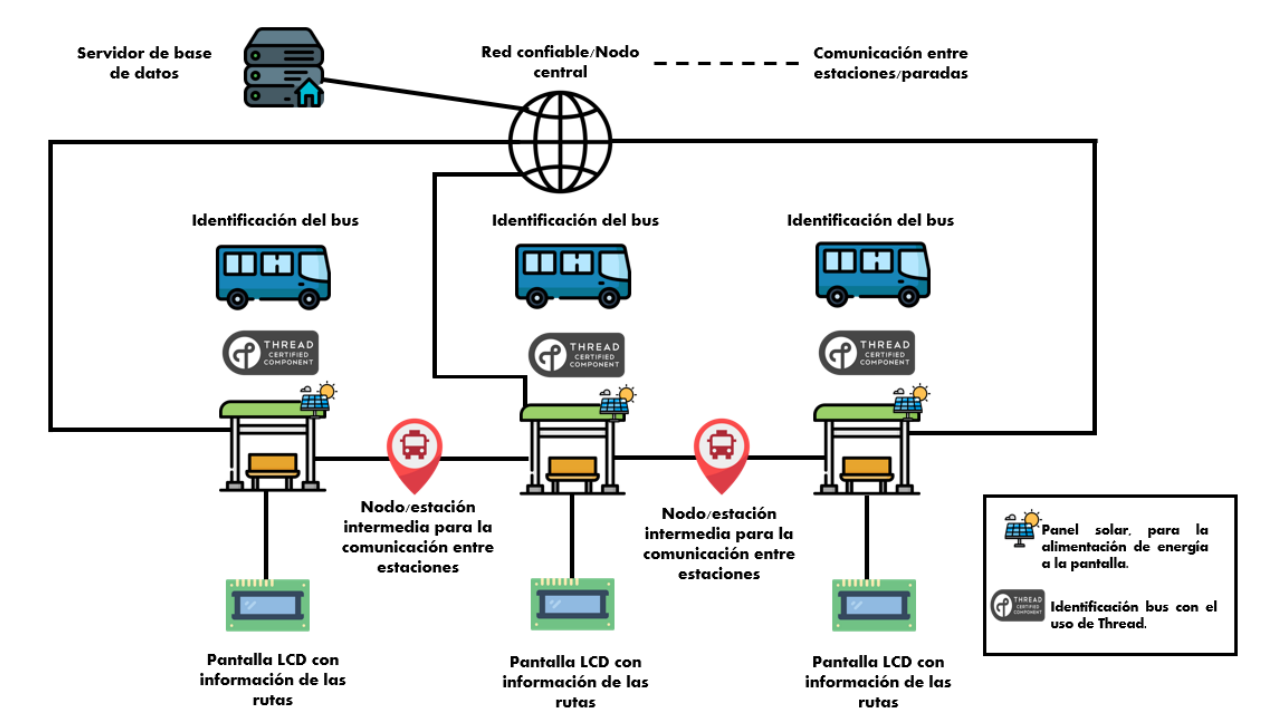 Servidor de base
de datos
Red confiable/Nodo
central
Comunicación entre
estaciones/paradas
Identificación del bus
Identificación del bus
Identificación del bus
THREAD
CERTIFIED
COMPONENT
THREAD
CERTIFIED
COMPONENT
THREAD
CERTIFIED
COMPONENT
Nodo/estación
intermedia para la
comunicación entre
estaciones
Nodo/estación
intermedia para la
comunicación entre
estaciones
Panel solar, para la
alimentación de energía
a la pantalla.
THREAD
CERTIFIED
COMPONENT
Identificación bus con el
uso de Thread.
Pantalla LCD con
información de las
rutas
Pantalla LCD con
información de las
rutas
Pantalla LCD con
información de las
rutas